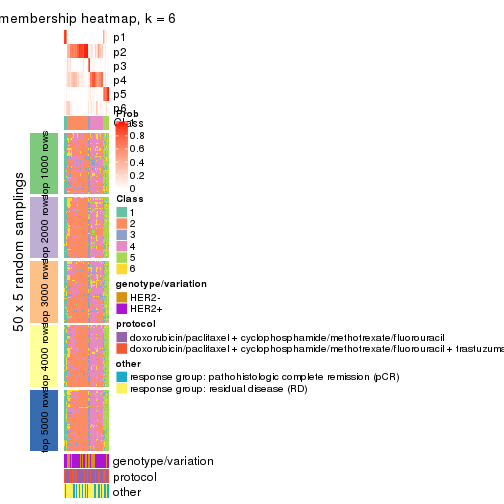 membership heatmap, k = 6
p1
p2
p3
p4
p5
p6
Class
Prob
1
0.8
0.6
0.4
0.2
0
Class
1
2
3
4
5
6
genotype/variation
HER2-
HER2+
protocol
doxorubicin/paclitaxel + cyclophosphamide/methotrexate/fluorouracil
doxorubicin/paclitaxel + cyclophosphamide/methotrexate/fluorouracil + trastuzuma
other
response group: pathohistologic complete remission (pCR)
response group: residual disease (RD)
50 x 5 random samplings
top 1000 rows
top 2000 rows
top 3000 rows
top 4000 rows
top 5000 rows
genotype/variation
protocol
other